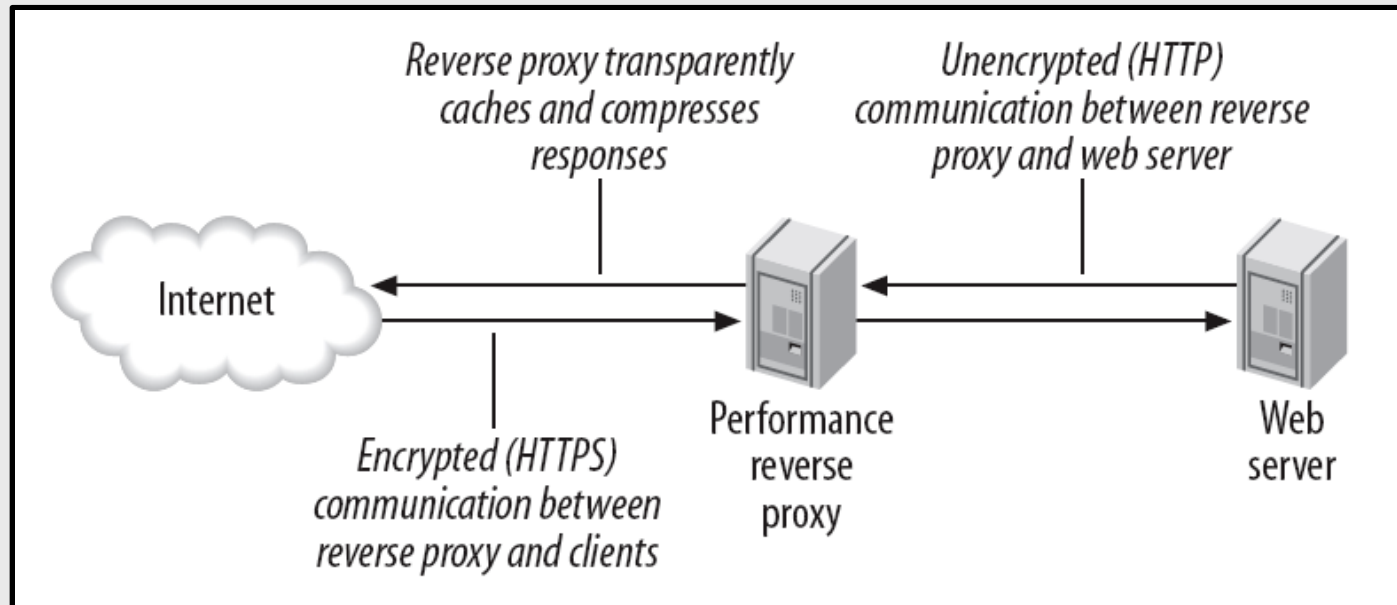 Reverse proxy transparently
caches and compresses
responses
Unencrypted (HTTP)
communication between reverse
proxy and web server
Internet
Performance
reverse
proxy
Web
server
Encrypted (HTTPS)
communication between
reverse proxy and clients